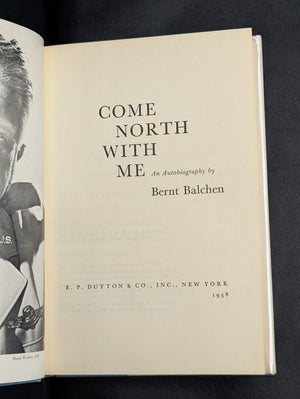 COME
NORTH
WITH
ME An Autobiography by
Bernt Balchen
E. P. DUTTON & CO., INC., NEW YORK
1958
U.S.